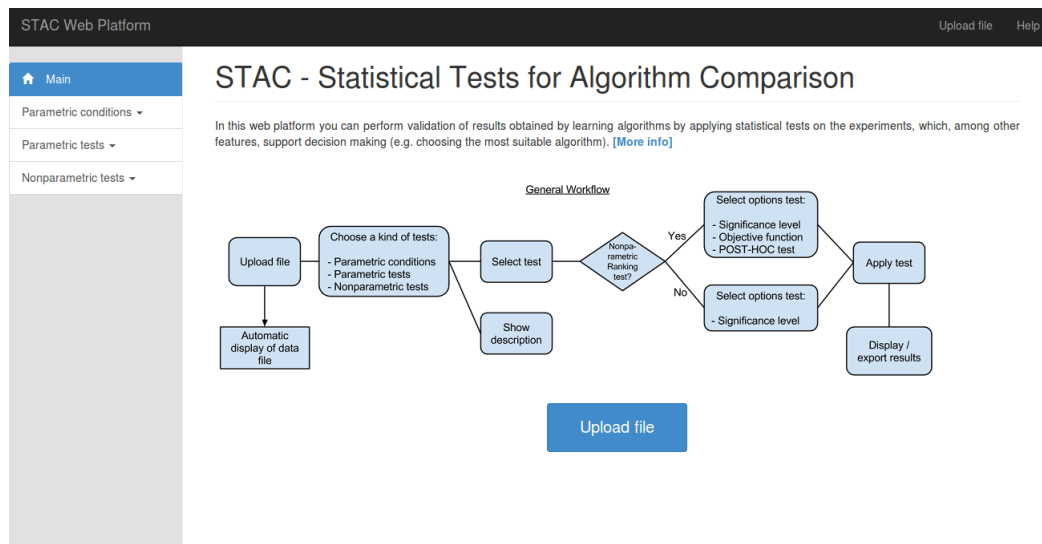 STAC Web Platform
Upload file
Help
Main
Parametric conditions
Parametric tests
Nonparametric tests
STAC - Statistical Tests for Algorithm Comparison
In this web platform you can perform validation of results obtained by learning algorithms by applying statistical tests on the experiments, which, among other
features, support decision making (e.g. choosing the most suitable algorithm). [More info]
General Workflow
Upload file
Automatic
display of data
file
Choose a kind of tests:
- Parametric conditions
- Parametric tests
- Nonparametric tests
Select test
Show
description
Nonpa-
rametric
Ranking
test?
Yes
No
Select options test:
- Significance level
- Objective function
- POST-HOC test
Select options test:
- Significance level
Apply test
Display /
export results
Upload file